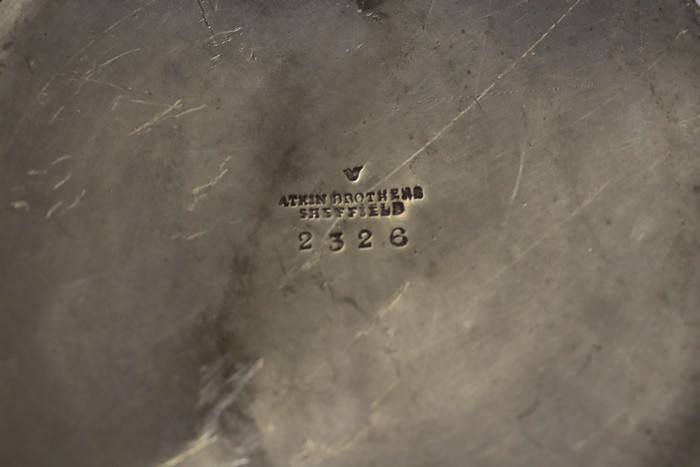 ATKIN BROTHERS
SHEFFIELD
2326